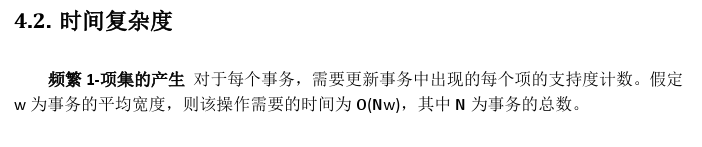 4.2. 时间复杂度
频繁 1-项集的产生 对于每个事务，需要更新事务中出现的每个项的支持度计数。假定
w 为事务的平均宽度，则该操作需要的时间为 O(Nw)，其中 N 为事务的总数。